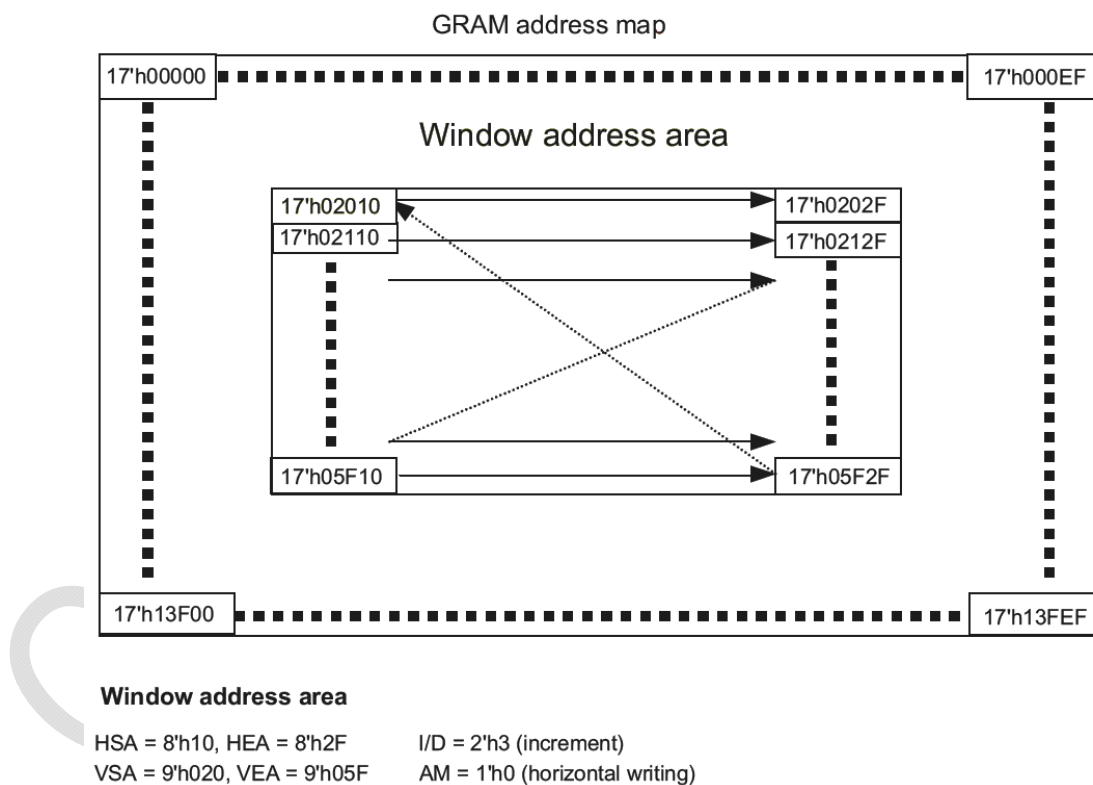 GRAM address map
17'h00000 17'h000EF
Window address area
17'h02010 17'h0202F
17'h02110 17'h0212F
17'h05F10 17'h05F2F
17'h13F00 17'h13FEF
Window address area
HSA = 8'h10, HEA = 8'h2F I/D = 2'h3 (increment)
VSA = 9'h020, VEA = 9'h05F AM = 1'h0 (horizontal writing)